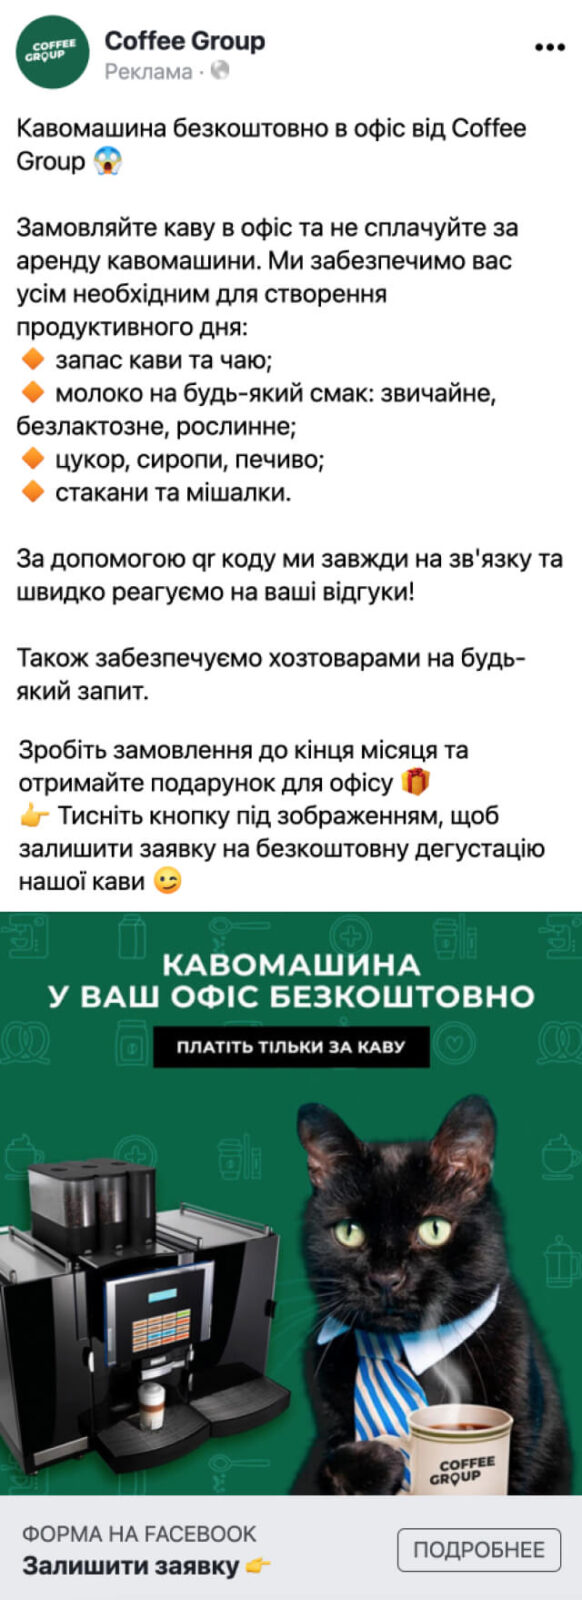 COFFEE
GROUP
Coffee Group
Реклама ·
Кавомашина безкоштовно в офіс від Coffee
Group 😱
Замовляйте каву в офіс та не сплачуйте за
аренду кавомашини. Ми забезпечимо вас
усім необхідним для створення
продуктивного дня:
🔸 запас кави та чаю;
🔸 молоко на будь-який смак: звичайне,
безлактозне, рослинне;
🔸 цукор, сиропи, печиво;
🔸 стакани та мішалки.
За допомогою qr коду ми завжди на зв'язку та
швидко реагуємо на ваші відгуки!
Також забезпечуємо хозтоварами на будь-
який запит.
Зробіть замовлення до кінця місяця та
отримайте подарунок для офісу 🎁
👉 Тисніть кнопку під зображенням, щоб
залишити заявку на безкоштовну дегустацію
нашої кави 😉
КАВОМАШИНА
У ВАШ ОФІС БЕЗКОШТОВНО
ПЛАТІТЬ ТІЛЬКИ ЗА КАВУ
COFFEE
GROUP
ФОРМА НА FACEBOOK
Залишити заявку 👉
ПОДРОБНЕЕ